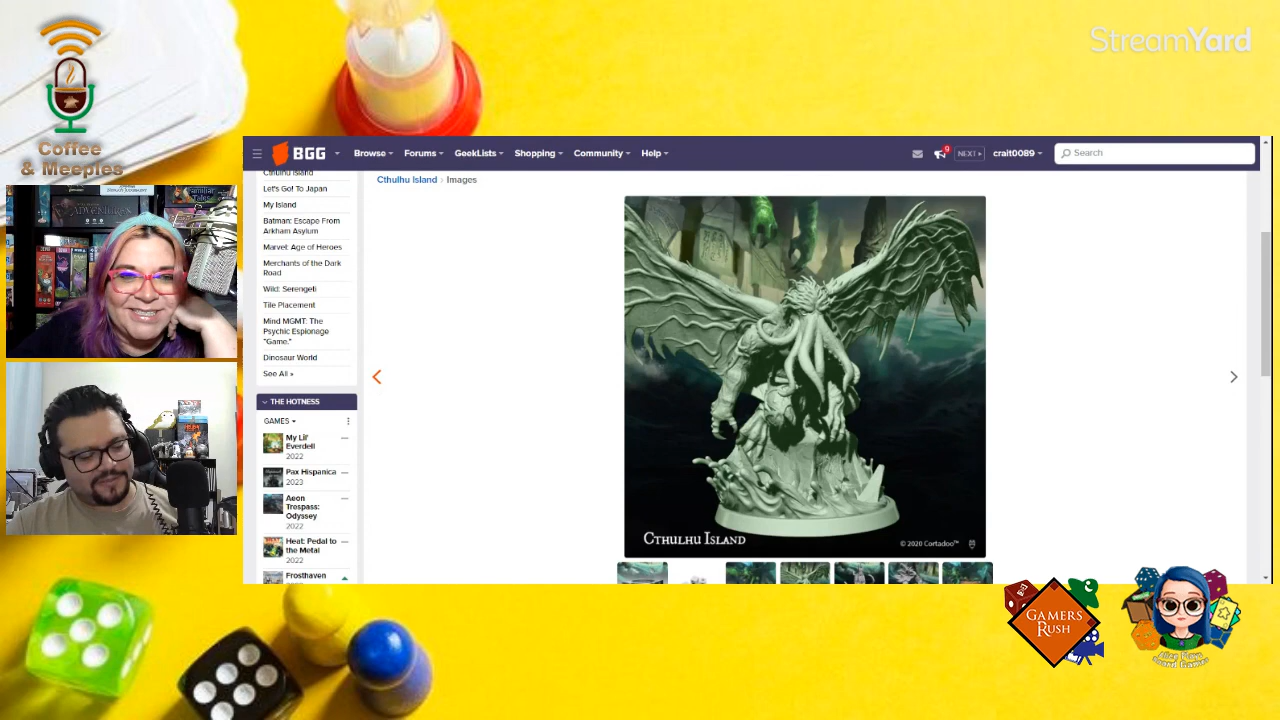 StreamYard
Coffee
& Meeples
BGG
Browse
Forums
GeekLists
Shopping
Community
Help
9
NEXT
crait0089
Search
Cthulhu Island
Let's Go! To Japan
My Island
Batman: Escape From
Arkham Asylum
Marvel: Age of Heroes
Merchants of the Dark
Road
Wild: Serengeti
Tile Placement
Mind MGMT: The
Psychic Espionage
"Game."
Dinosaur World
See All »
THE HOTNESS
GAMES
My Lil'
Everdell
2022
Pax Hispanica
2023
Aeon
Trespass:
Odyssey
2022
Heat: Pedal to
the Metal
2022
Frosthaven
Cthulhu Island › Images
Cthulhu Island
© 2020 Cortadoo™
Gamers
Rush
Board Games